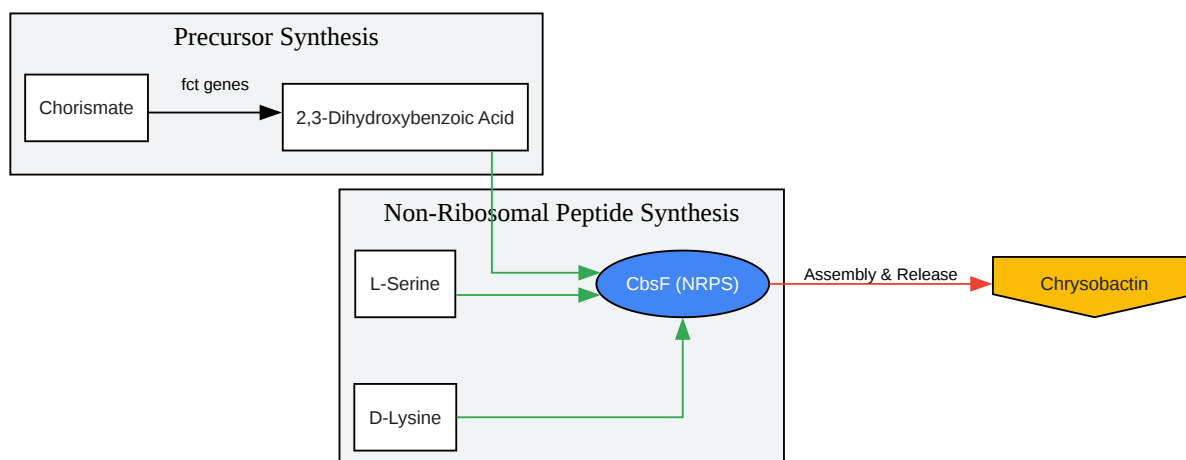 Precursor Synthesis
Chorismate
fct genes
2,3-Dihydroxybenzoic Acid
Non-Ribosomal Peptide Synthesis
L-Serine
CbsF (NRPS)
Assembly & Release
Chrysobactin
D-Lysine